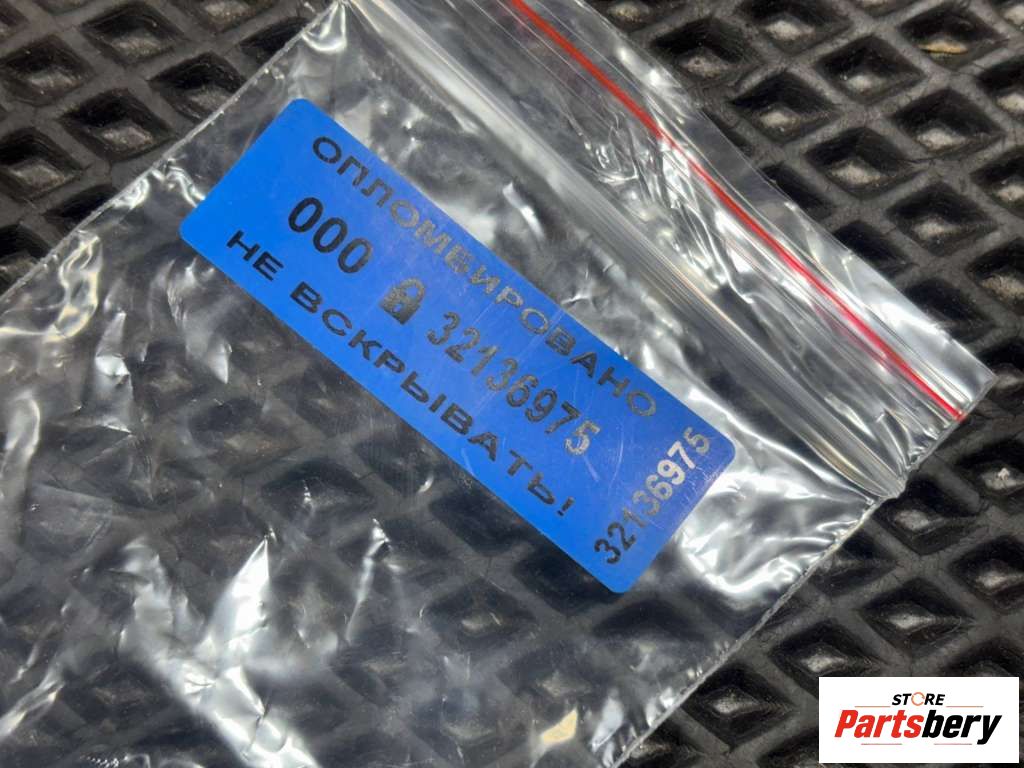 ОПЛОМБИРОВАНО
000 32136975
НЕ ВСКРЫВАТЬ!
32136975
STORE
Partsbery